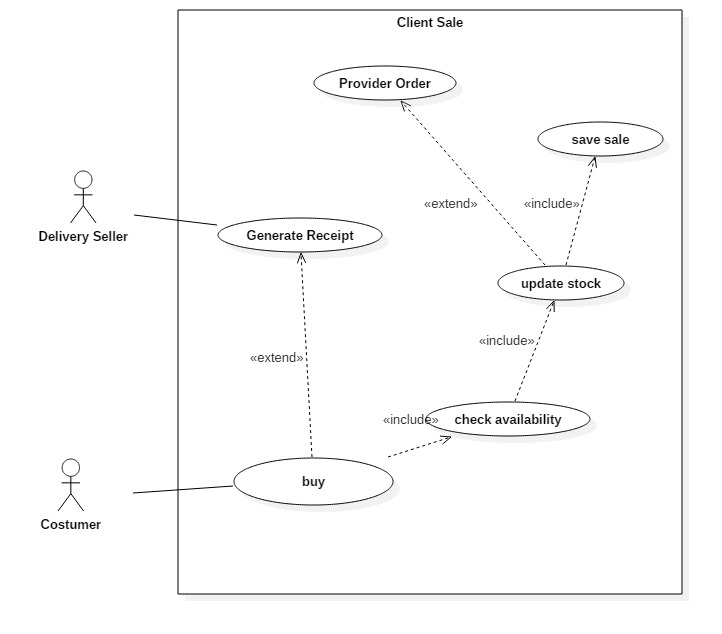 Client Sale
Provider Order
save sale
«extend»
«include»
Delivery Seller
Generate Receipt
update stock
«include»
«extend»
«include»
check availability
buy
Costumer